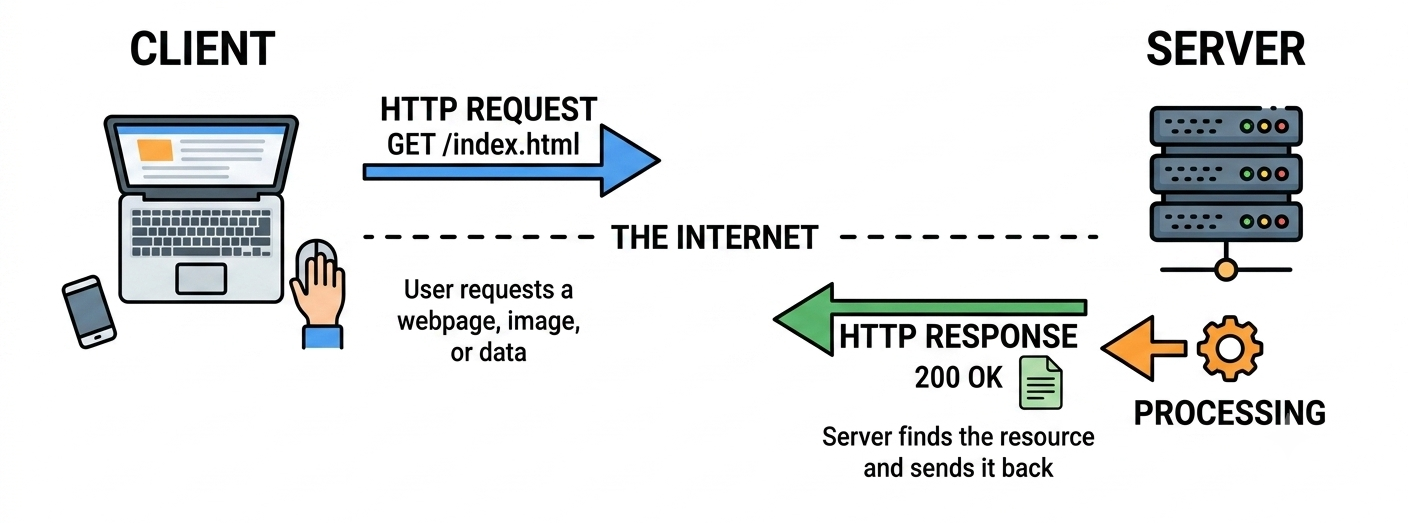 CLIENT
SERVER
HTTP REQUEST
GET /index.html
THE INTERNET
User requests a
webpage, image,
or data
HTTP RESPONSE
200 OK
PROCESSING
Server finds the resource
and sends it back